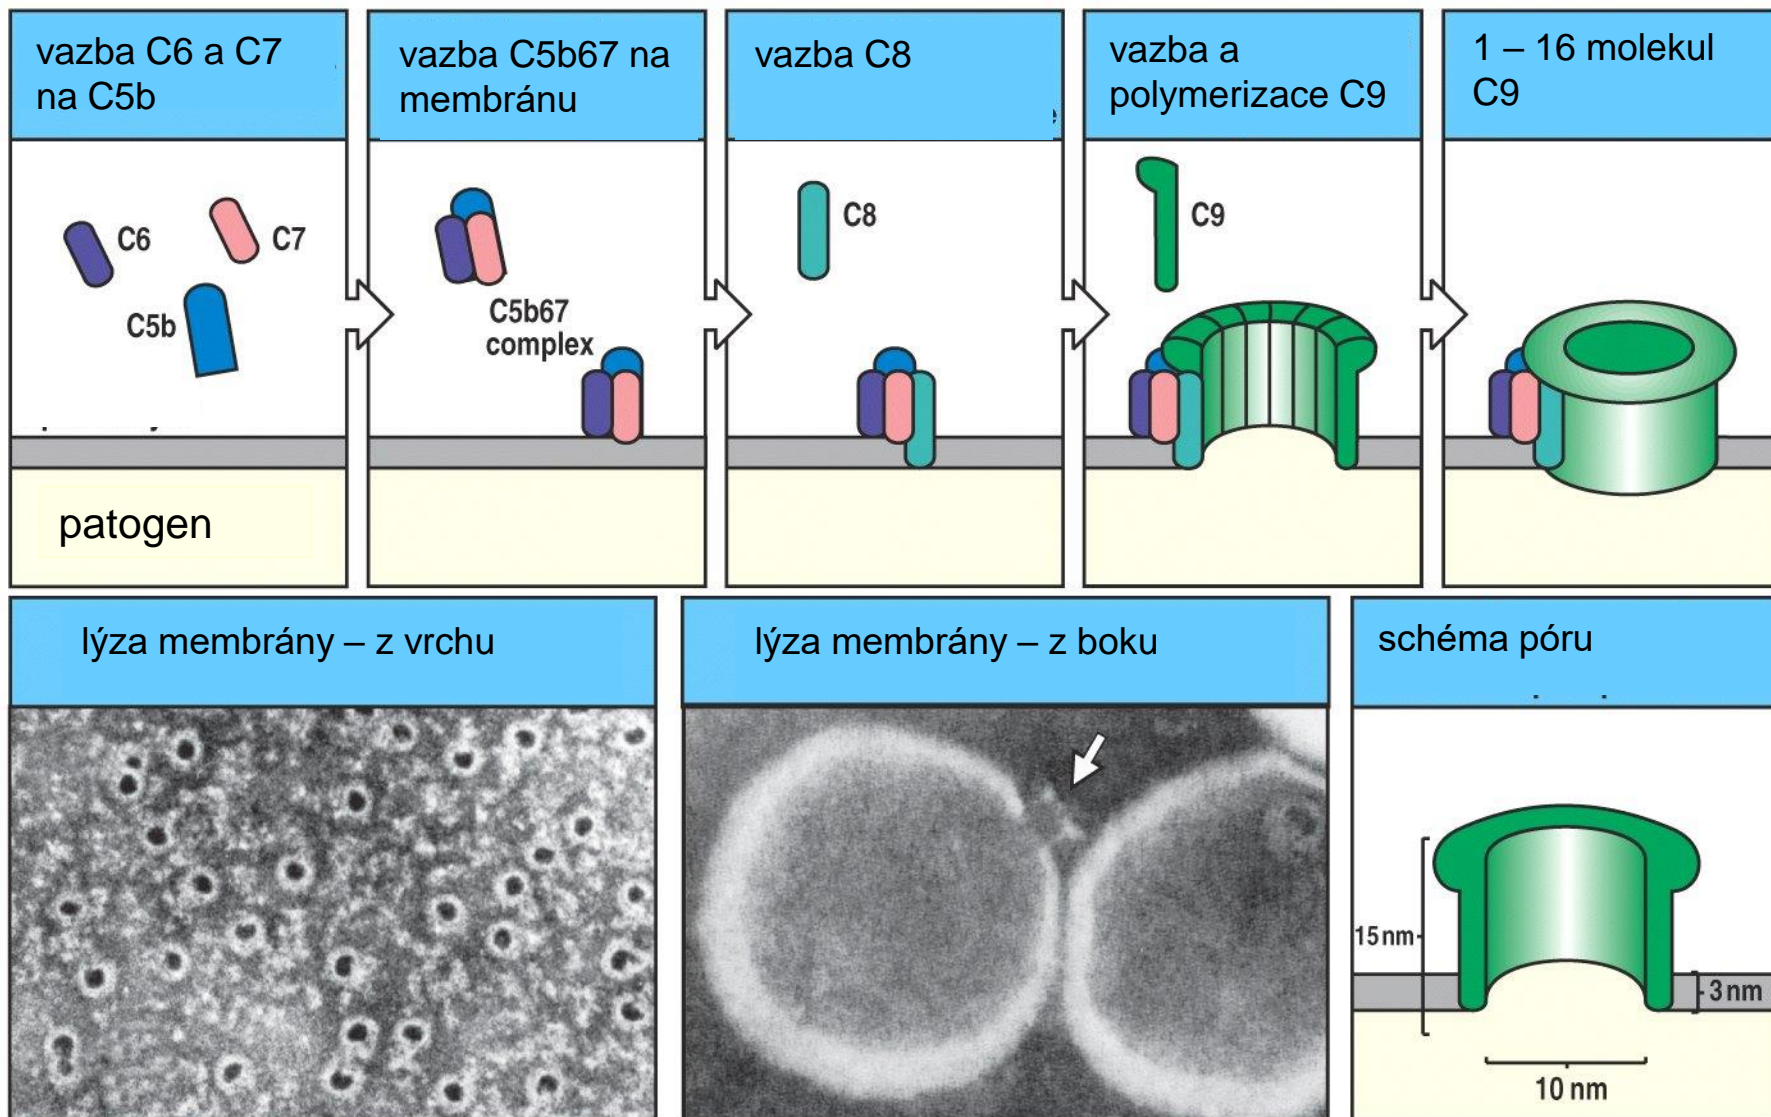 vazba C6 a C7
na C5b
vazba C5b67 na
membránu
vazba C8
vazba a
polymerizace C9
1 – 16 molekul
C9
C6
C7
C5b
C5b67
complex
C8
C9
patogen
lýza membrány – z vrchu
lýza membrány – z boku
schéma póru
15 nm
3 nm
10 nm